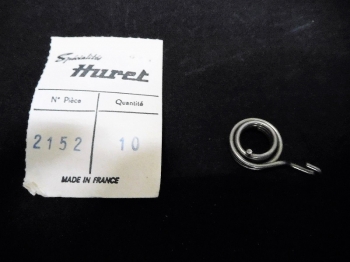 Spécialités
Huret
N° Pièce
Quantité
2152
10
MADE IN FRANCE